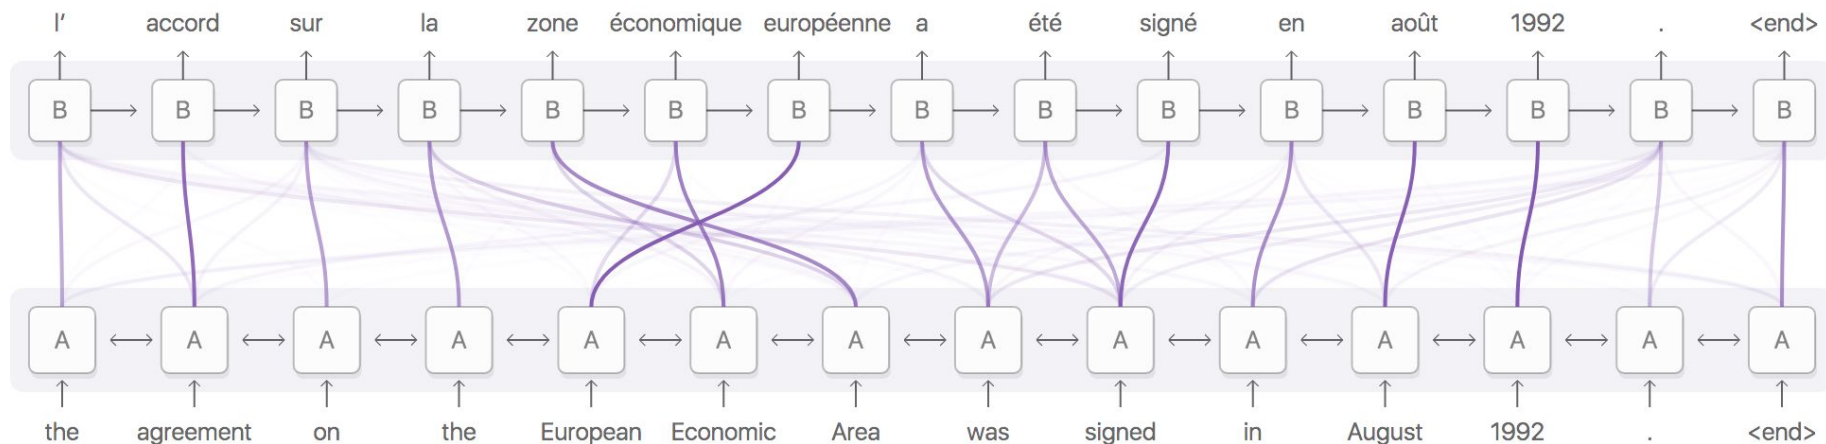 l’ accord sur la zone économique européenne a été signé en août 1992 . <end>
B B B B B B B B B B B B B B B
A A A A A A A A A A A A A A
the agreement on the European Economic Area was signed in August 1992 . <end>